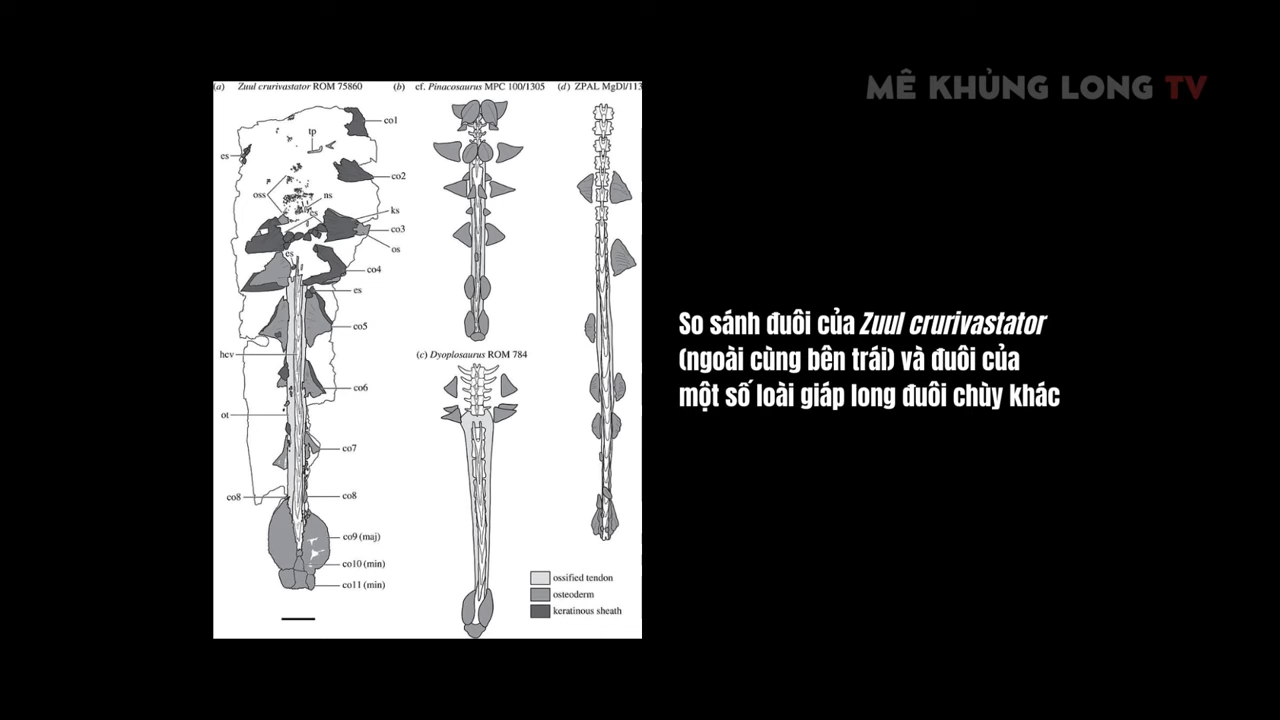 MÊ KHỦNG LONG TV
(a) Zuul crurivastator ROM 75860
(b) cf. Pinacosaurus MPC 100/1305
(d) ZPAL MgDI/113
co1
tp
es
co2
oss
ns
cs
ks
co3
os
es
co4
es
co5
hcv
co6
ot
co7
co8
co8
co9 (maj)
co10 (min)
co11 (min)
(c) Dyoplosaurus ROM 784
ossified tendon
osteoderm
keratinous sheath
So sánh đuôi của Zuul crurivastator
(ngoài cùng bên trái) và đuôi của
một số loài giáp long đuôi chùy khác